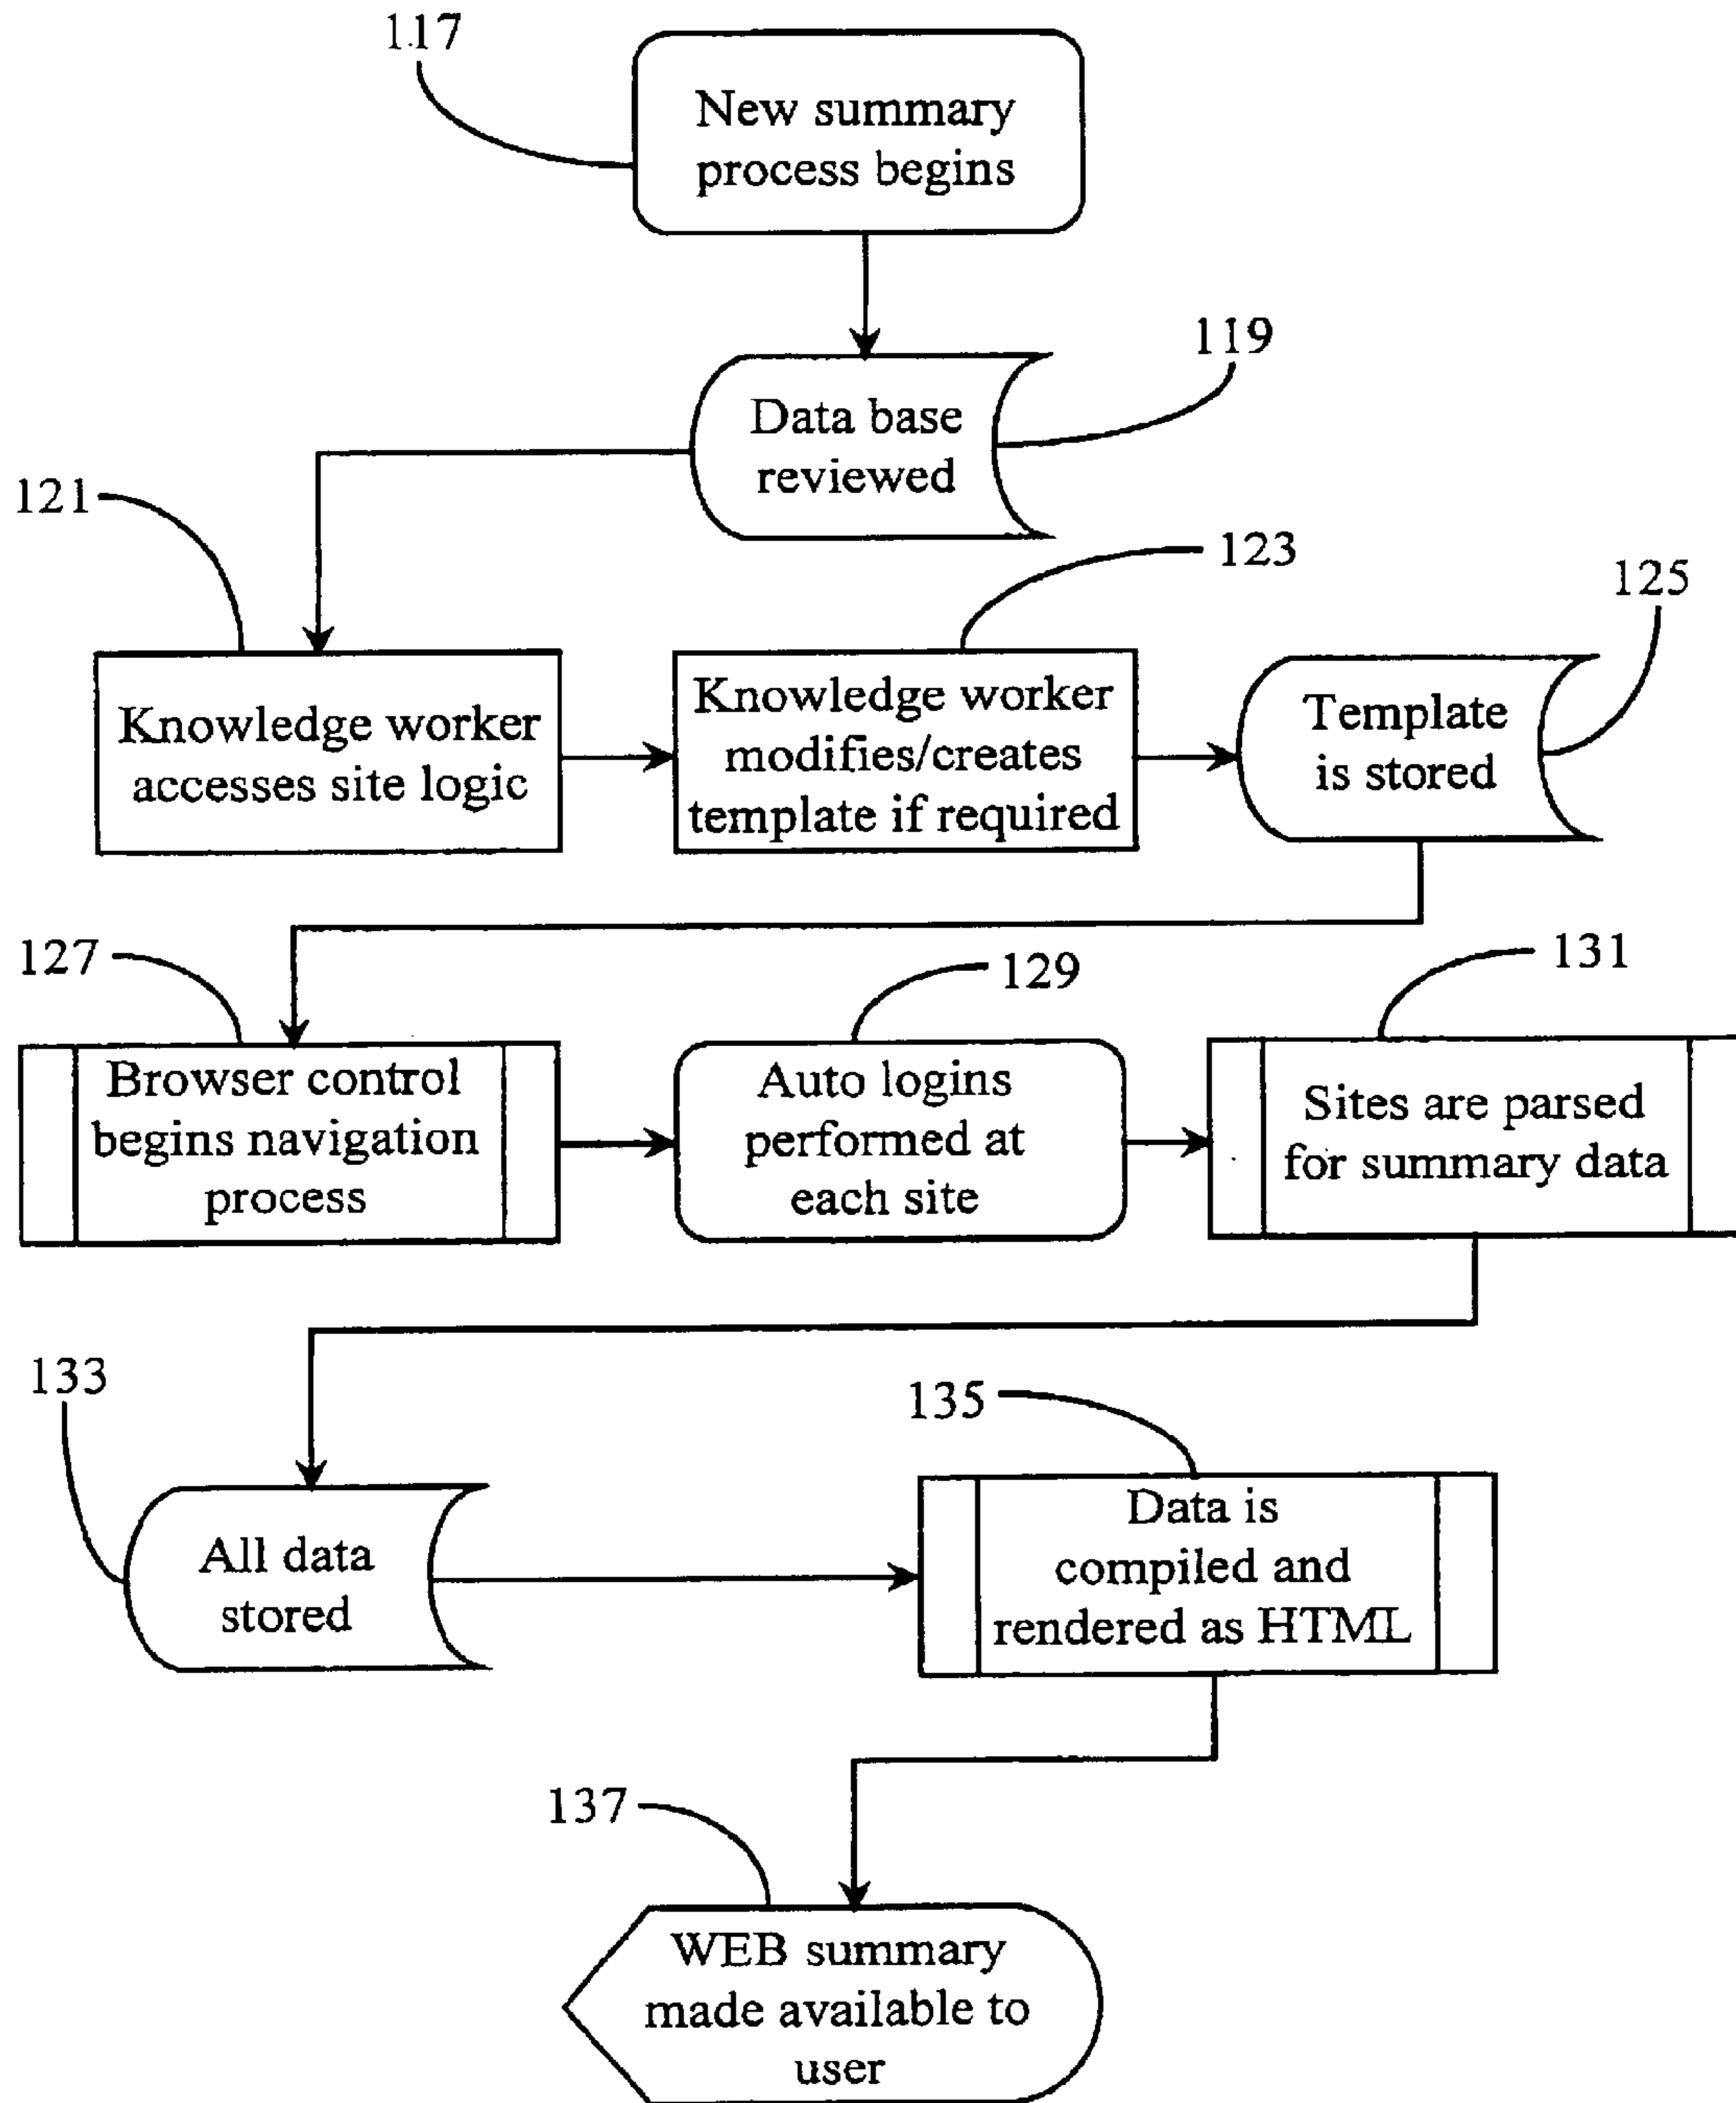 117
New summary
process begins
119
Data base
reviewed
121
123
125
Knowledge worker
accesses site logic
Knowledge worker
modifies/creates
template if required
Template
is stored
127
129
131
Browser control
begins navigation
process
Auto logins
performed at
each site
Sites are parsed
for summary data
133
135
All data
stored
Data is
compiled and
rendered as HTML
137
WEB summary
made available to
user